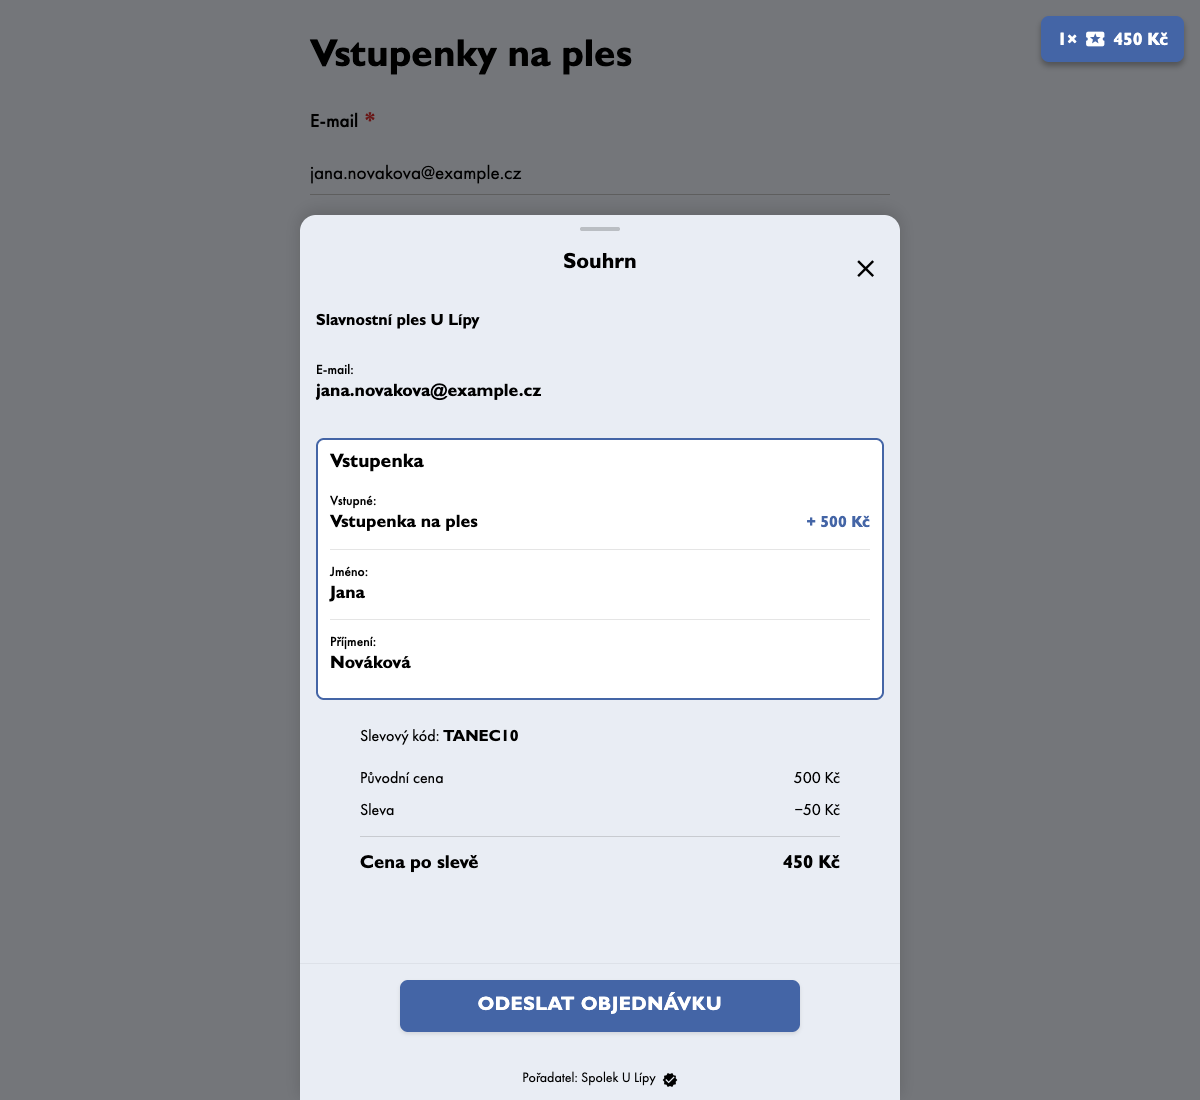 Vstupenky na ples
1× 450 Kč
E-mail *
jana.novakova@example.cz
Souhrn
Slavnostní ples U Lípy
E-mail:
jana.novakova@example.cz
Vstupenka
Vstupné:
Vstupenka na ples + 500 Kč
Jméno:
Jana
Příjmení:
Nováková
Slevový kód: TANEC10
Původní cena 500 Kč
Sleva −50 Kč
Cena po slevě 450 Kč
ODESLAT OBJEDNÁVKU
Pořadatel: Spolek U Lípy